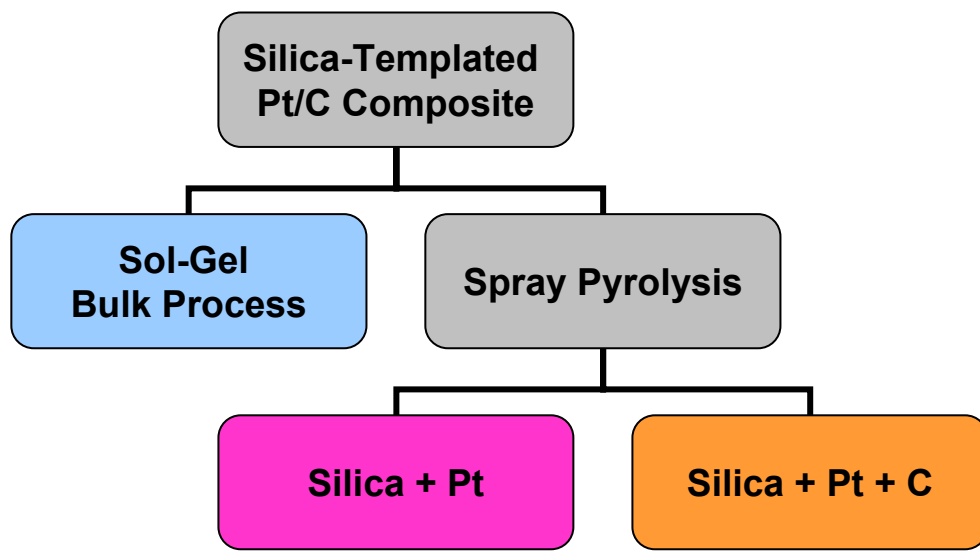 Silica-Templated
Pt/C Composite
Sol-Gel
Bulk Process
Spray Pyrolysis
Silica + Pt
Silica + Pt + C